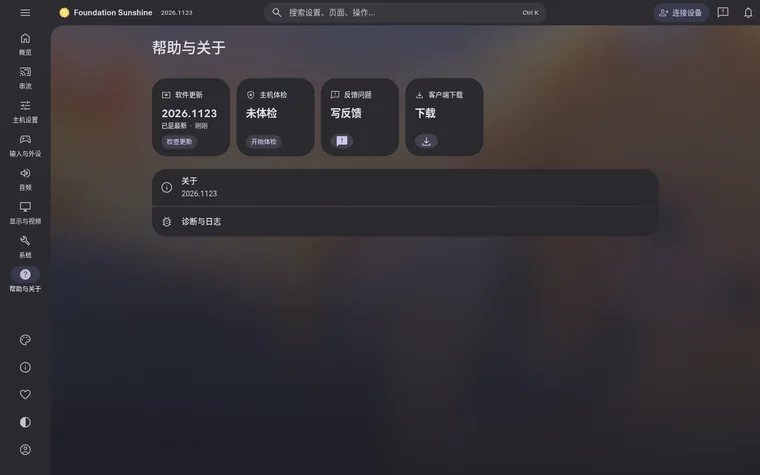 Foundation Sunshine 2026.1123
搜索设置、页面、操作... Ctrl K
连接设备
概览
串流
主机设置
输入与外设
音频
显示与视频
系统
帮助与关于
帮助与关于
软件更新
2026.1123
已是最新 · 刚刚
检查更新
主机体检
未体检
开始体检
反馈问题
写反馈
客户端下载
下载
关于
2026.1123
诊断与日志